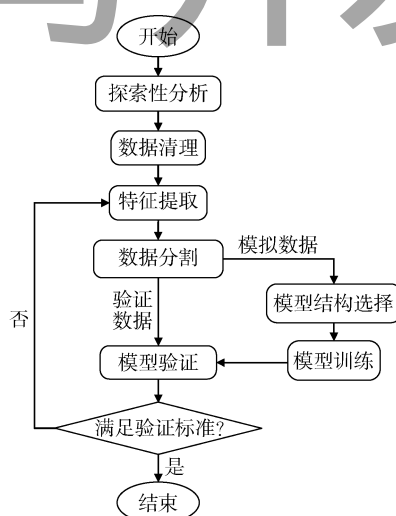 开始
探索性分析
数据清理
特征提取
数据分割
模拟数据
验证
数据
模型结构选择
否
模型验证
模型训练
满足验证标准?
是
结束